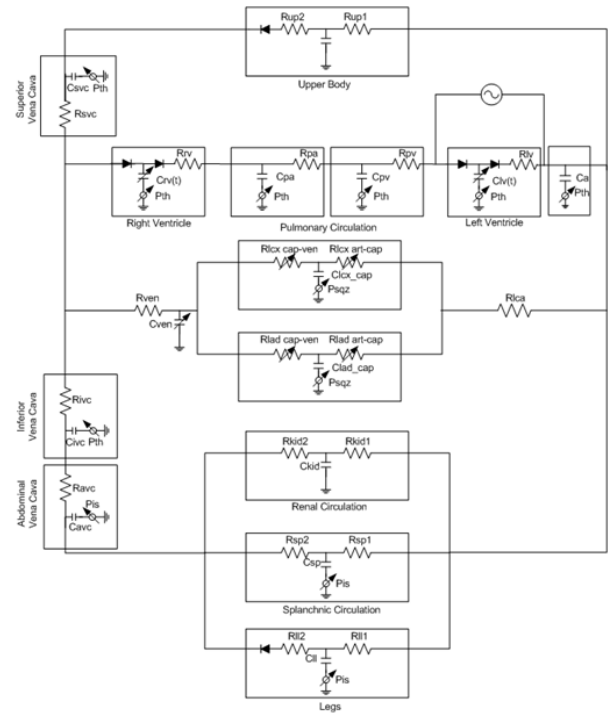 Rup2 Rup1
Upper Body
Superior
Vena Cava
Csvc Pth
Rsvc
Rrv
Crv(t)
Pth
Right Ventricle
Rpa
Cpa
Pth
Rpv
Cpv
Pth
Pulmonary Circulation
Rlv
Clv(t)
Pth
Left Ventricle
Ca
Pth
Rlcx cap-ven Rlcx art-cap
Clcx_cap
Psqz
Rven
Cven
Rlca
Rlad cap-ven Rlad art-cap
Clad_cap
Psqz
Inferior
Vena Cava
Rivc
Civc Pth
Abdominal
Vena Cava
Ravc
Pis
Cavc
Rkid2 Rkid1
Ckid
Renal Circulation
Rsp2 Rsp1
Csp
Pis
Splanchnic Circulation
Rll2 Rll1
Cll
Pis
Legs